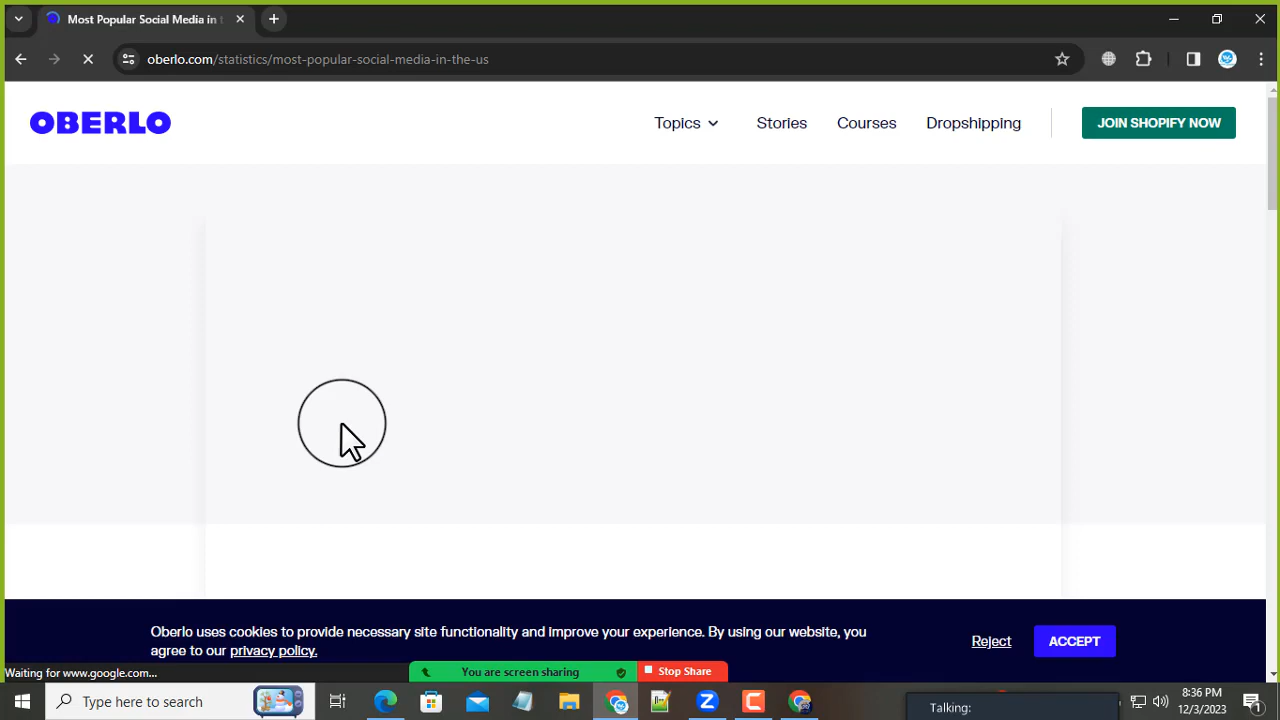 Most Popular Social Media in t
oberlo.com/statistics/most-popular-social-media-in-the-us
OBERLO
Topics
Stories
Courses
Dropshipping
JOIN SHOPIFY NOW
Oberlo uses cookies to provide necessary site functionality and improve your experience. By using our website, you
agree to our privacy policy.
Reject
ACCEPT
Waiting for www.google.com...
You are screen sharing
Stop Share
Type here to search
Talking:
8:36 PM
12/3/2023
1